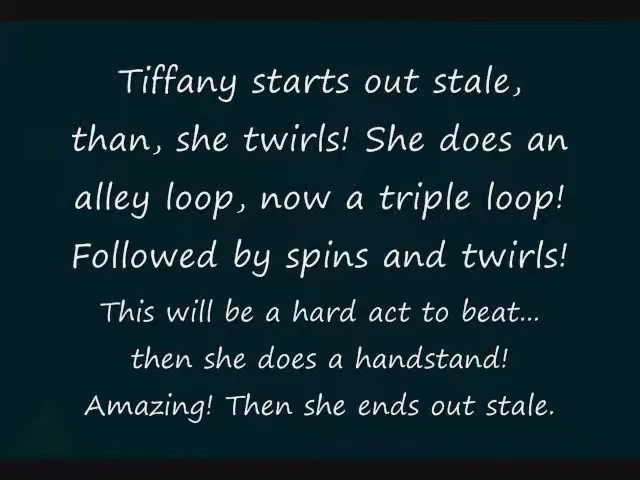 Tiffany starts out stale,
than, she twirls! She does an
alley loop, now a triple loop!
Followed by spins and twirls!
This will be a hard act to beat...
then she does a handstand!
Amazing! Then she ends out stale.